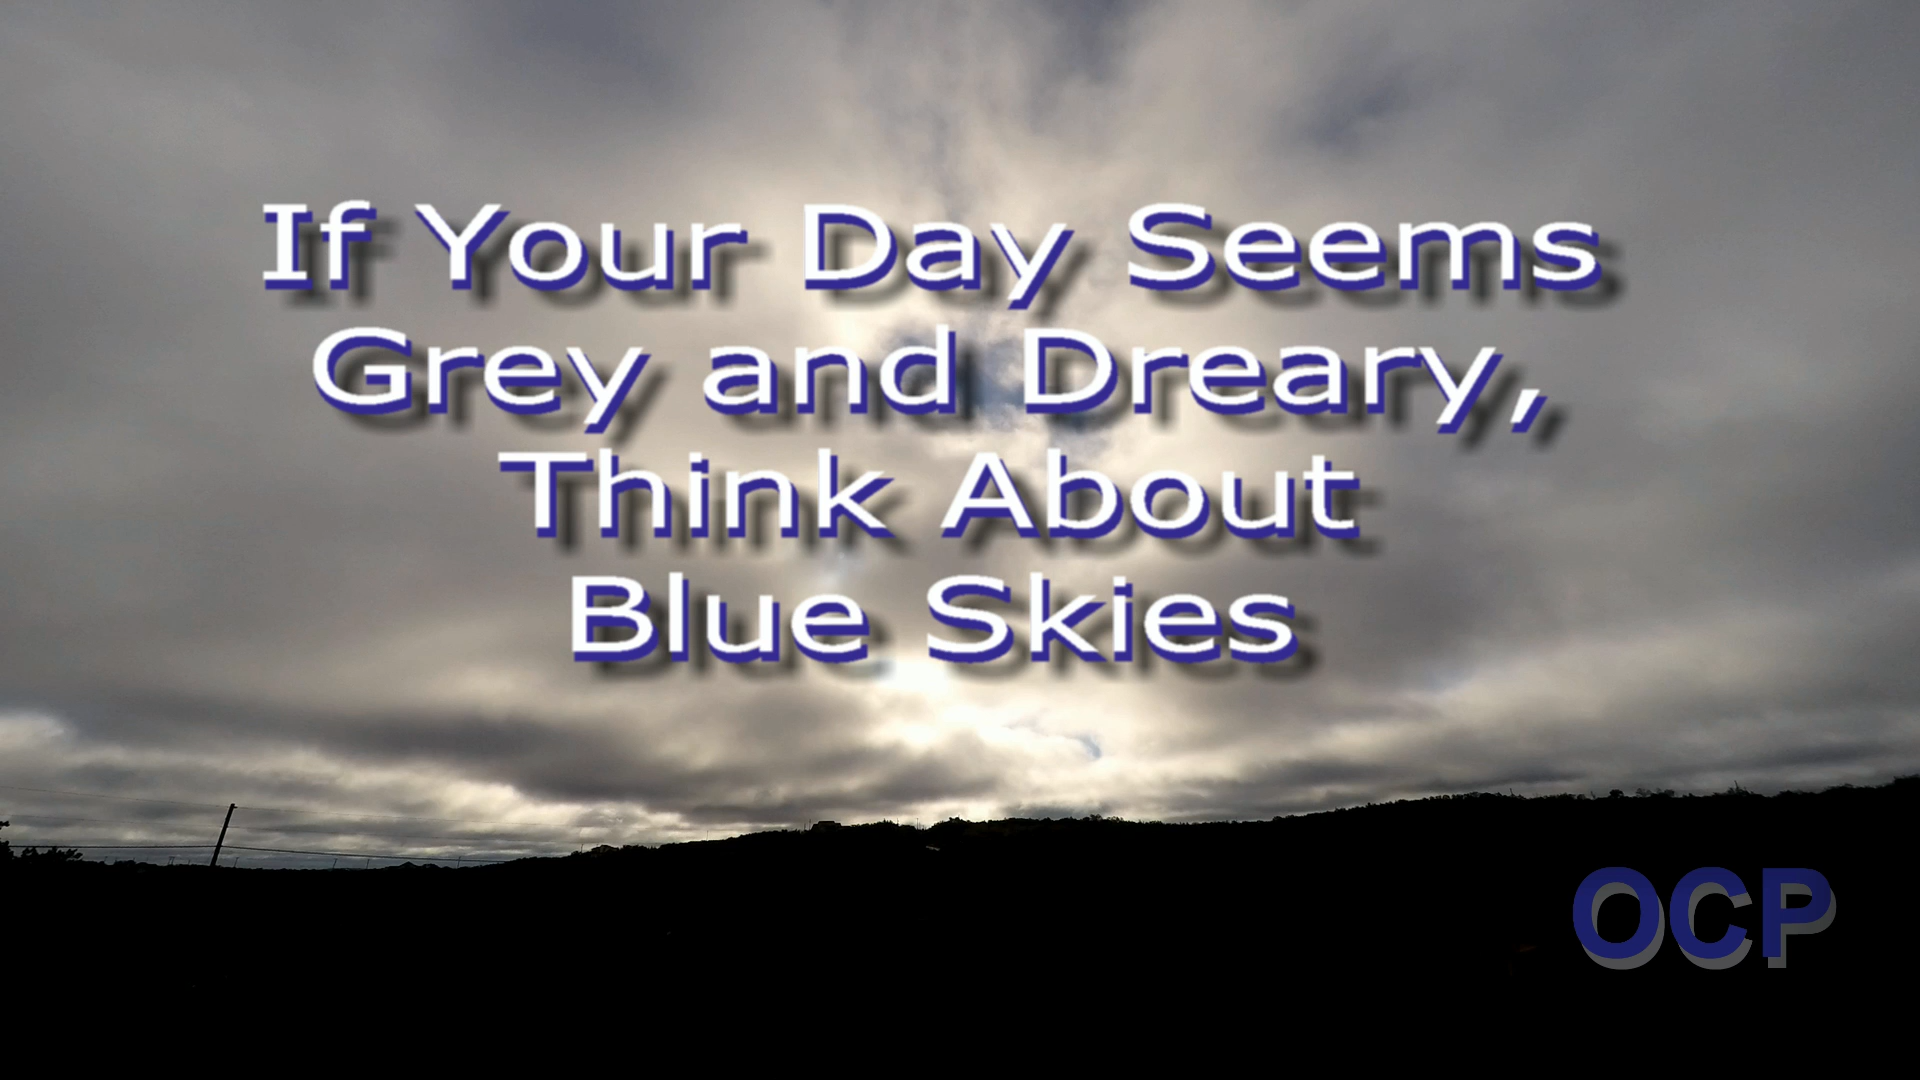 If Your Day Seems
Grey and Dreary,
Think About
Blue Skies
OCP